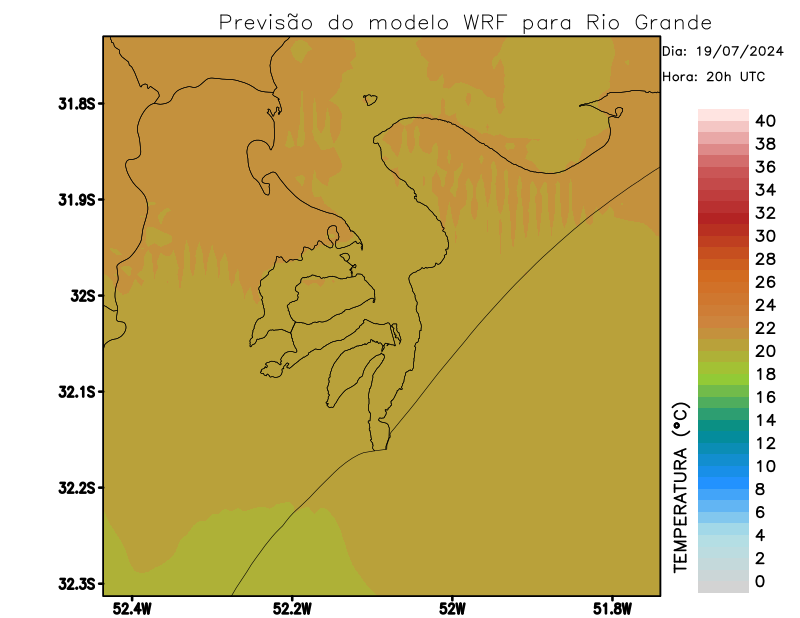 Previsão do modelo WRF para Rio Grande
Dia: 19/07/2024
Hora: 20h UTC
31.8S
31.9S
32S
32.1S
32.2S
32.3S
52.4W
52.2W
52W
51.8W
TEMPERATURA (°C)
40
38
36
34
32
30
28
26
24
22
20
18
16
14
12
10
8
6
4
2
0